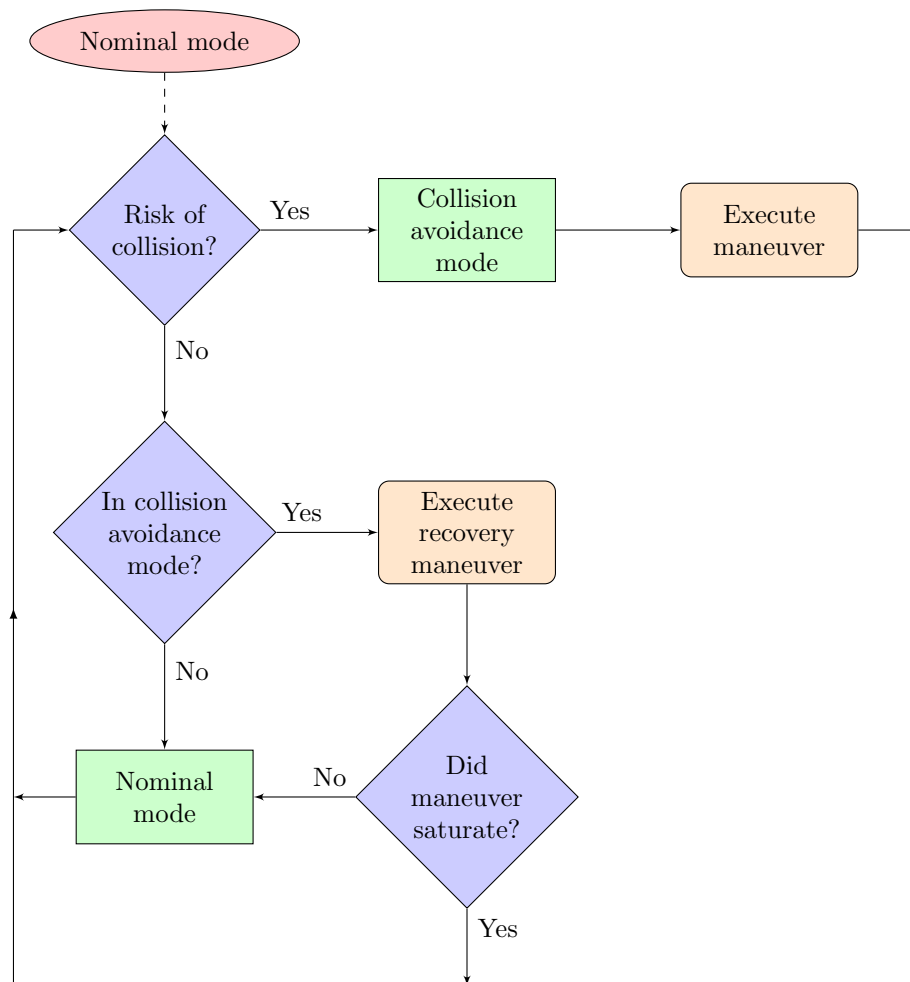 Nominal mode
Risk of
collision?
Yes
Collision
avoidance
mode
Execute
maneuver
No
In collision
avoidance
mode?
Yes
Execute
recovery
maneuver
No
Nominal
mode
No
Did
maneuver
saturate?
Yes